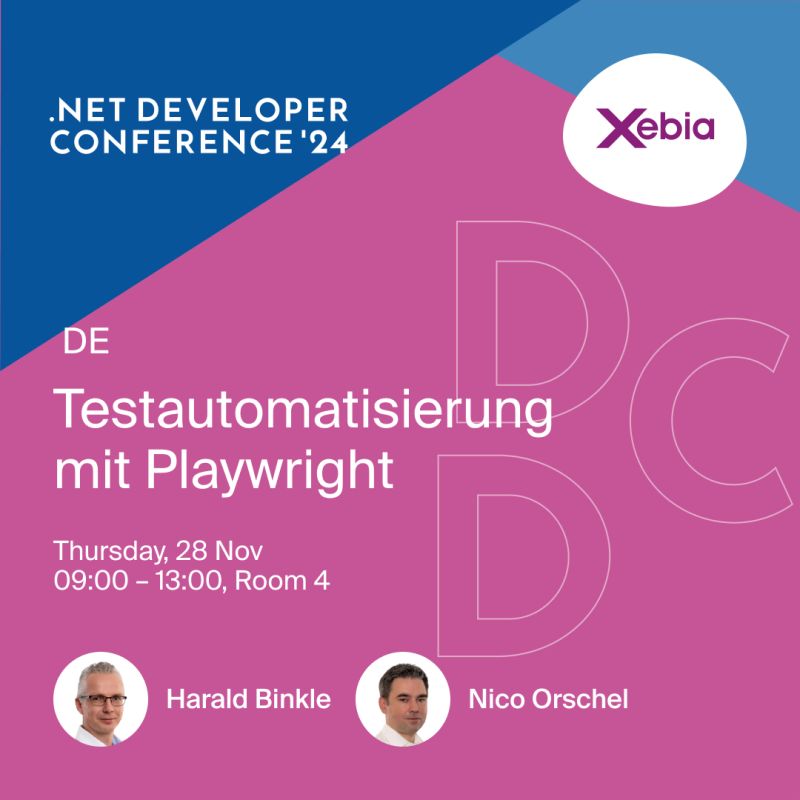 .NET DEVELOPER
CONFERENCE '24
Xebia
DDC
DE
Testautomatisierung
mit Playwright
Thursday, 28 Nov
09:00 – 13:00, Room 4
Harald Binkle
Nico Orschel